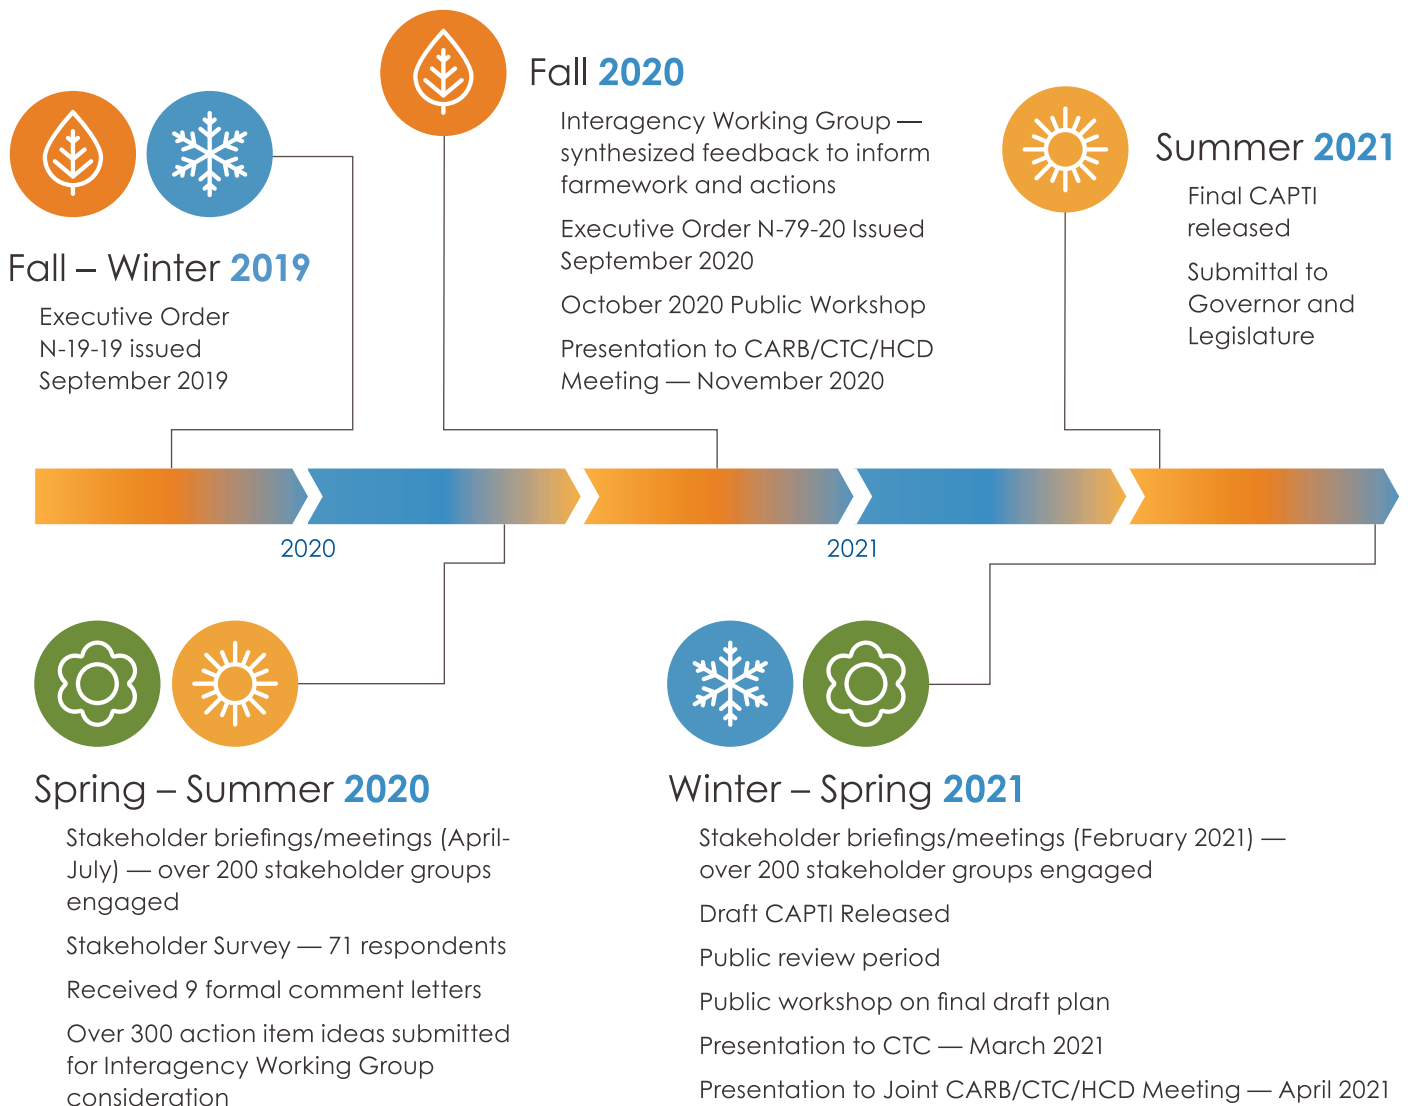 Fall – Winter 2019
Executive Order
N-19-19 issued
September 2019
Fall 2020
Interagency Working Group —
synthesized feedback to inform
farmework and actions
Executive Order N-79-20 Issued
September 2020
October 2020 Public Workshop
Presentation to CARB/CTC/HCD
Meeting — November 2020
Summer 2021
Final CAPTI
released
Submittal to
Governor and
Legislature
2020
2021
Spring – Summer 2020
Stakeholder briefings/meetings (April-
July) — over 200 stakeholder groups
engaged
Stakeholder Survey — 71 respondents
Received 9 formal comment letters
Over 300 action item ideas submitted
for Interagency Working Group
consideration
Winter – Spring 2021
Stakeholder briefings/meetings (February 2021) —
over 200 stakeholder groups engaged
Draft CAPTI Released
Public review period
Public workshop on final draft plan
Presentation to CTC — March 2021
Presentation to Joint CARB/CTC/HCD Meeting — April 2021